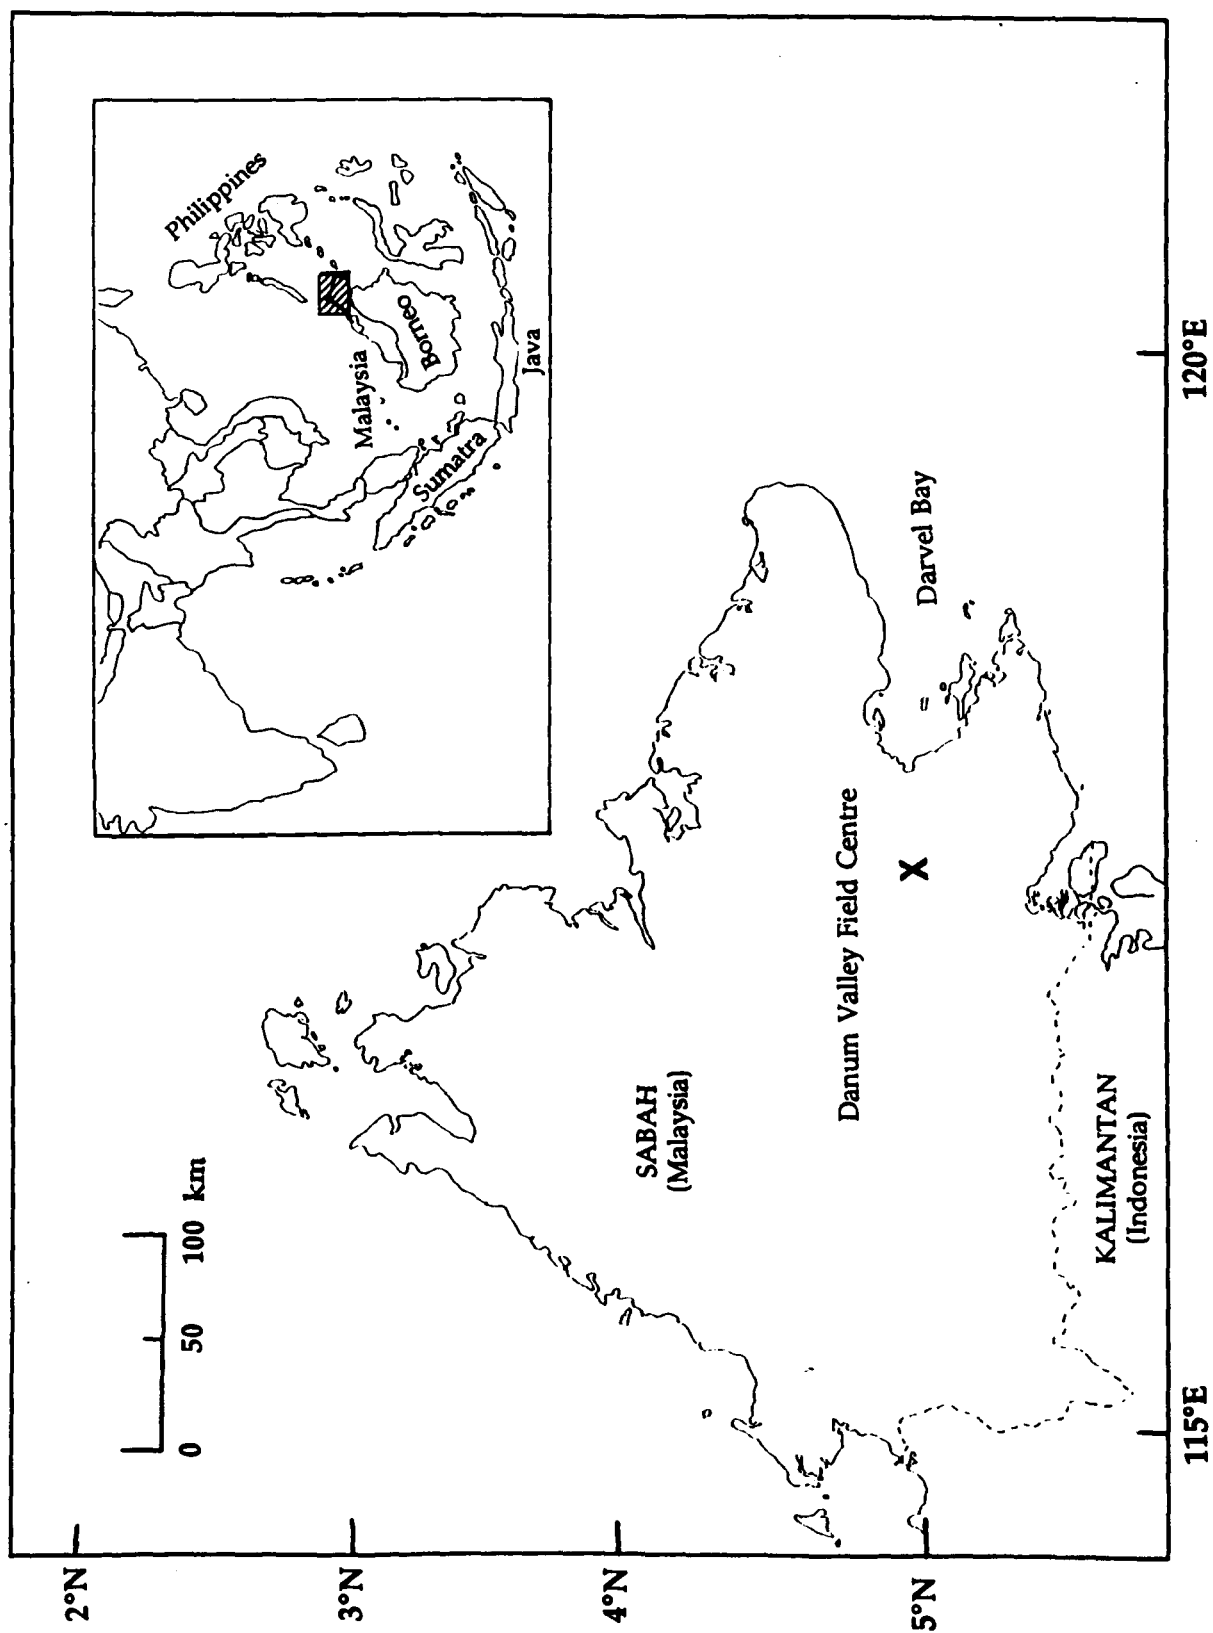 Philippines
Malaysia
Borneo
Sumatra
Java
0 50 100 km
2°N
3°N
4°N
5°N
SABAH
(Malaysia)
Danum Valley Field Centre
X
Darvel Bay
KALIMANTAN
(Indonesia)
115°E
120°E